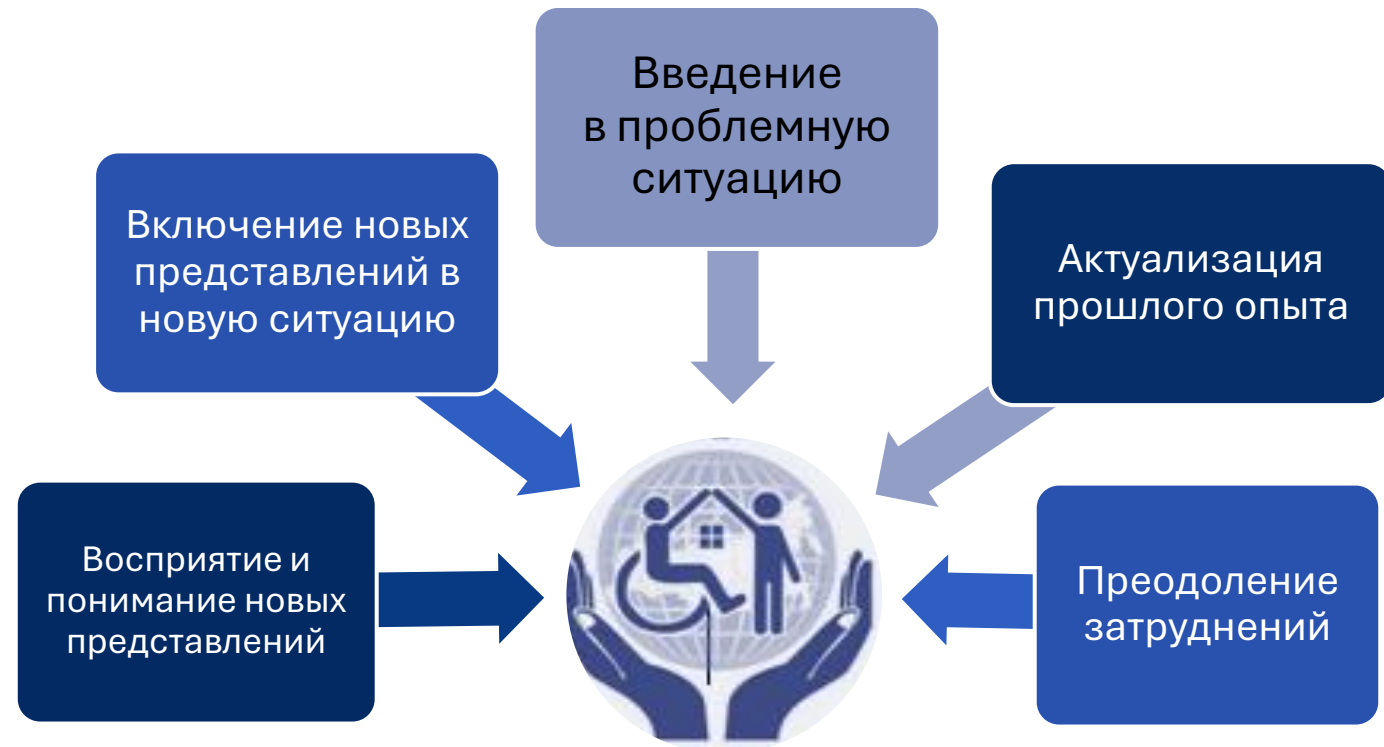 Введение
в проблемную
ситуацию
Включение новых
представлений в
новую ситуацию
Актуализация
прошлого опыта
Восприятие и
понимание новых
представлений
Преодоление
затруднений